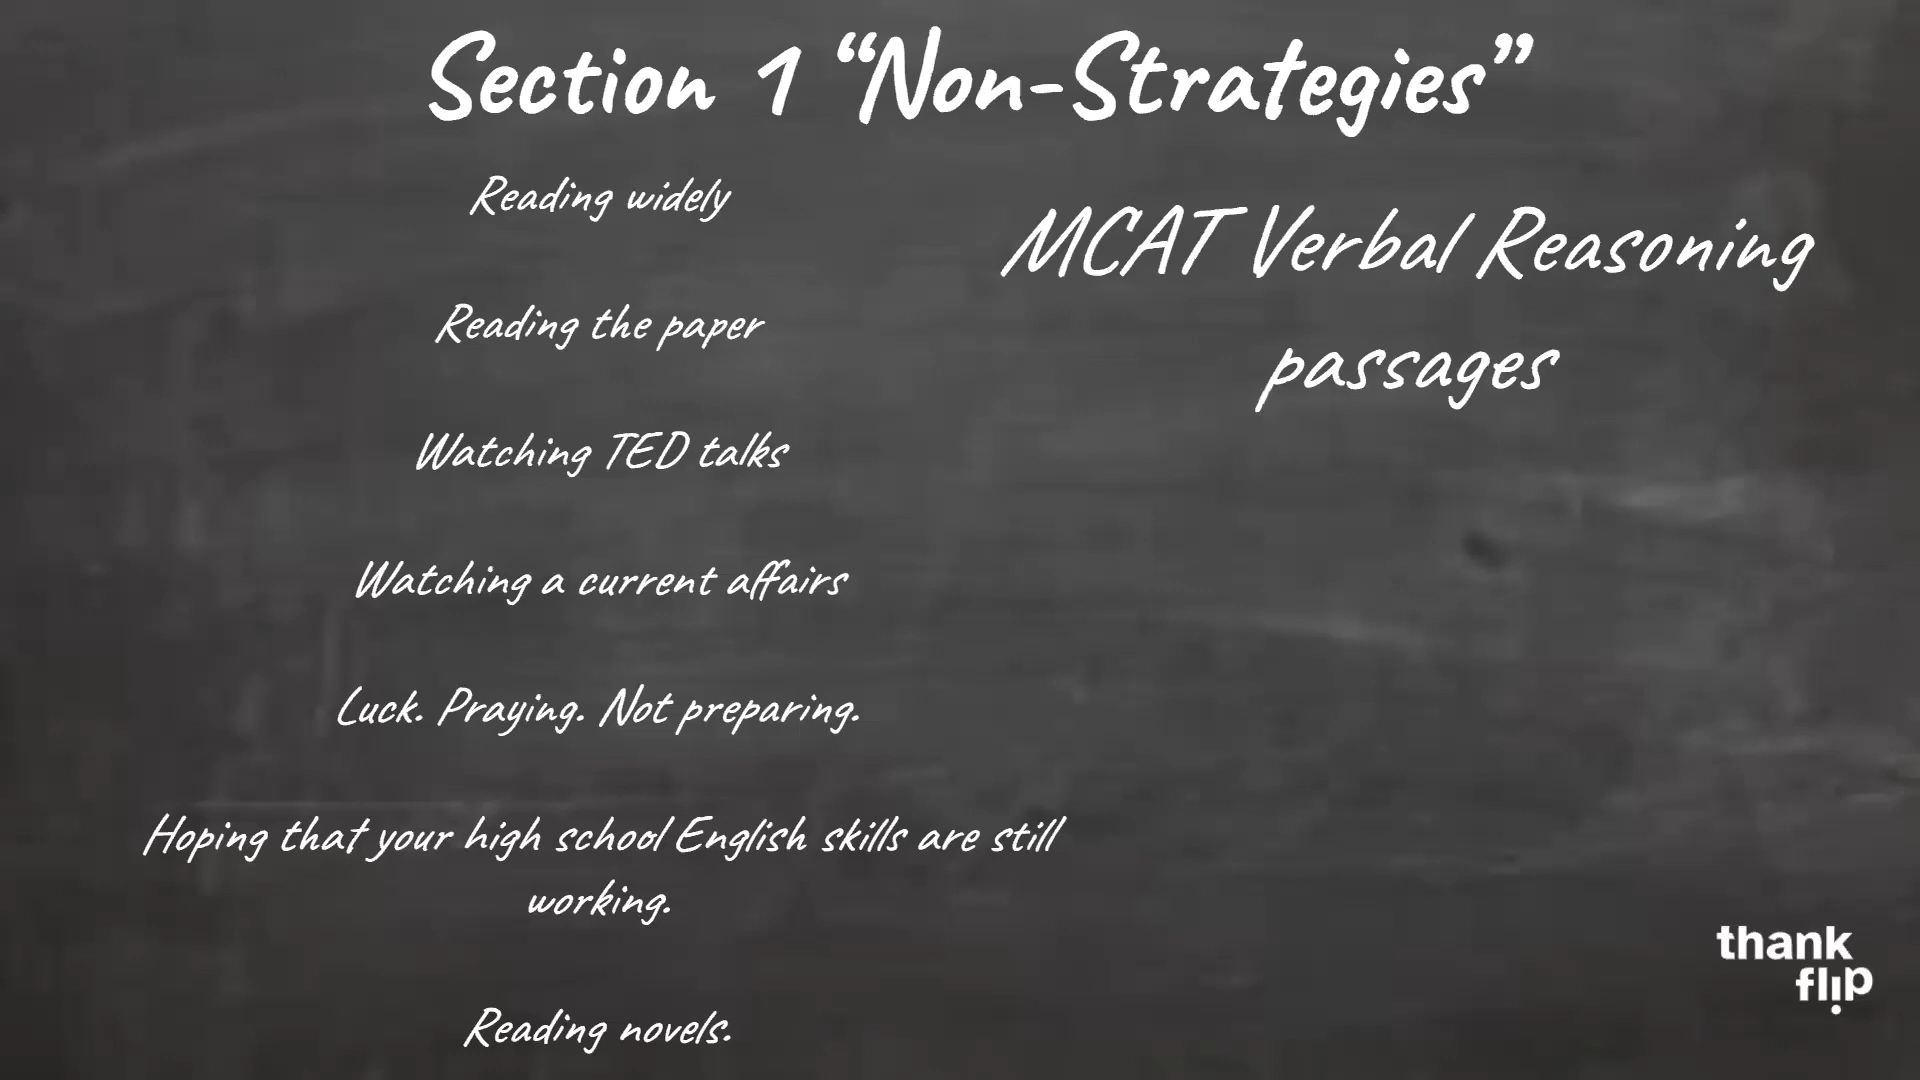 Section 1 “Non-Strategies”
Reading widely
Reading the paper
Watching TED talks
Watching a current affairs
Luck. Praying. Not preparing.
Hoping that your high school English skills are still
working.
Reading novels.
MCAT Verbal Reasoning
passages
thank
flip